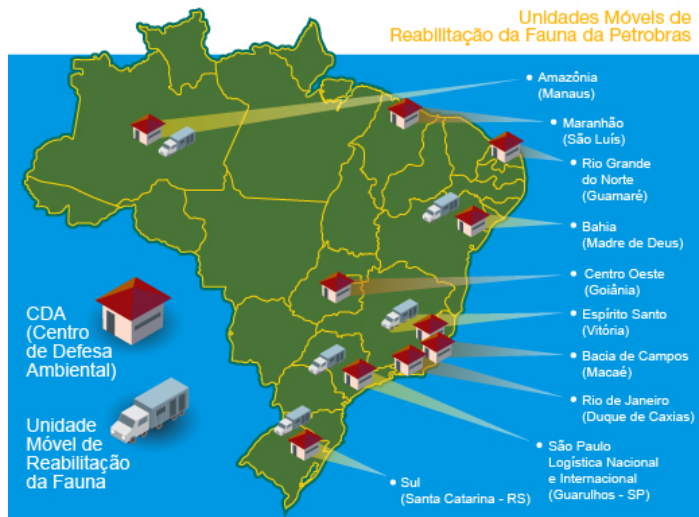 Unidades Móveis de
Reabilitação da Fauna da Petrobras
• Amazônia
(Manaus)
• Maranhão
(São Luís)
• Rio Grande
do Norte
(Guamaré)
• Bahia
(Madre de Deus)
• Centro Oeste
(Goiânia)
• Espírito Santo
(Vitória)
• Bacia de Campos
(Macaé)
• Rio de Janeiro
(Duque de Caxias)
• São Paulo
Logística Nacional
e Internacional
(Guarulhos - SP)
• Sul
(Santa Catarina - RS)
CDA
(Centro
de Defesa
Ambiental)
Unidade
Móvel de
Reabilitação
da Fauna